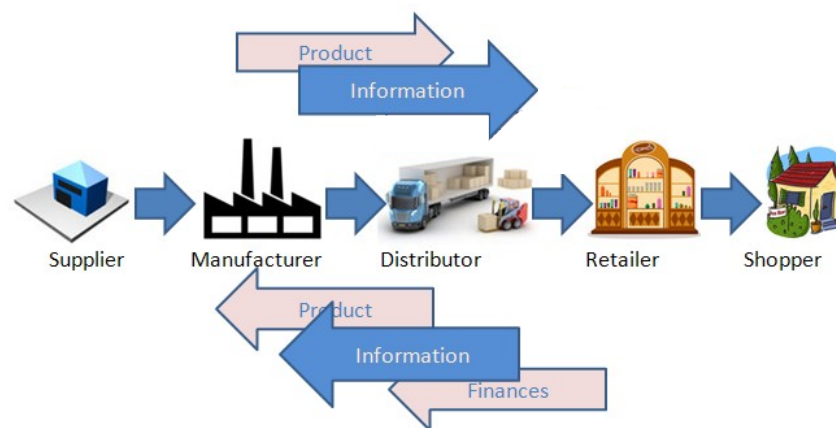 Product
Information
Supplier
Manufacturer
Distributor
Retailer
Shopper
Product
Information
Finances